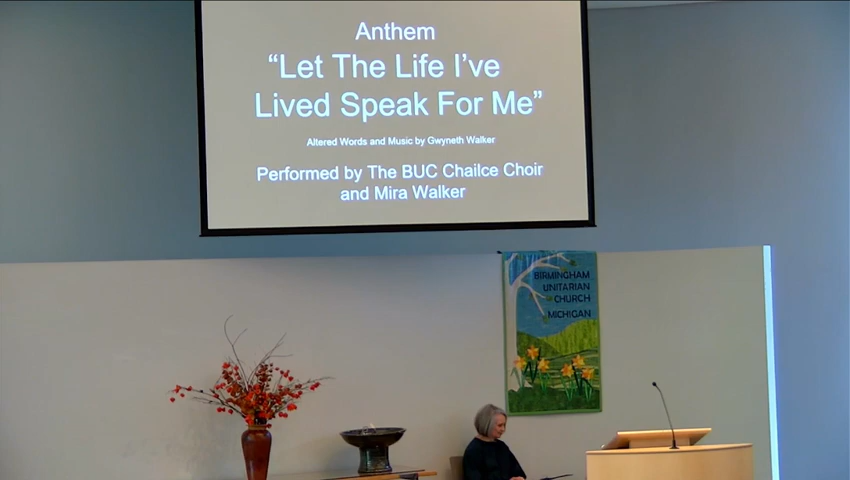 Anthem
“Let The Life I’ve
Lived Speak For Me”
Altered Words and Music by Gwyneth Walker
Performed by The BUC Chailce Choir
and Mira Walker
BIRMINGHAM
UNITARIAN
CHURCH
MICHIGAN